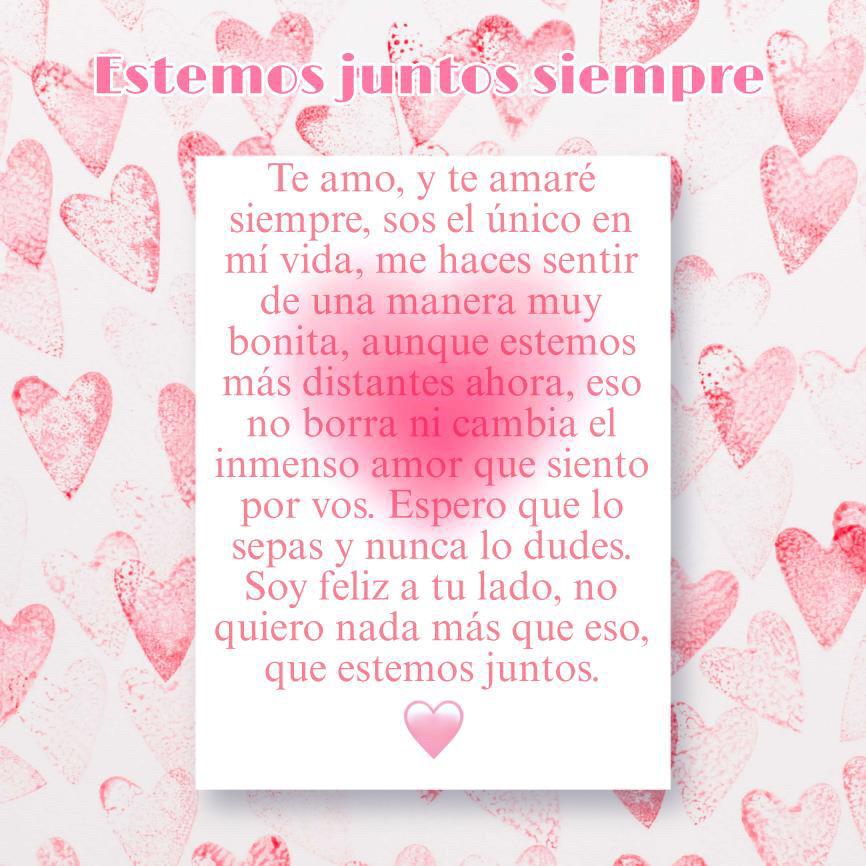 Estemos juntos siempre
Te amo, y te amaré
siempre, sos el único en
mí vida, me haces sentir
de una manera muy
bonita, aunque estemos
más distantes ahora, eso
no borra ni cambia el
inmenso amor que siento
por vos. Espero que lo
sepas y nunca lo dudes.
Soy feliz a tu lado, no
quiero nada más que eso,
que estemos juntos.